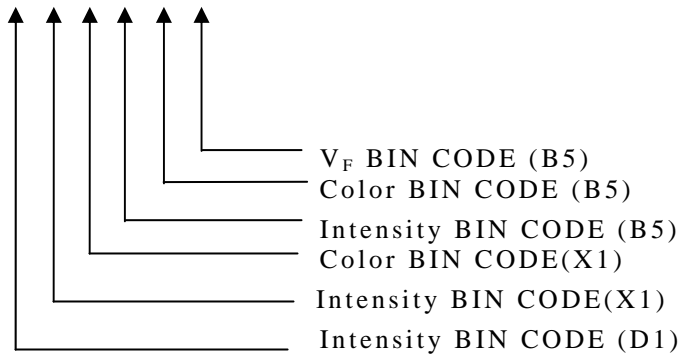 V_F BIN CODE (B5)
Color BIN CODE (B5)
Intensity BIN CODE (B5)
Color BIN CODE(X1)
Intensity BIN CODE(X1)
Intensity BIN CODE (D1)